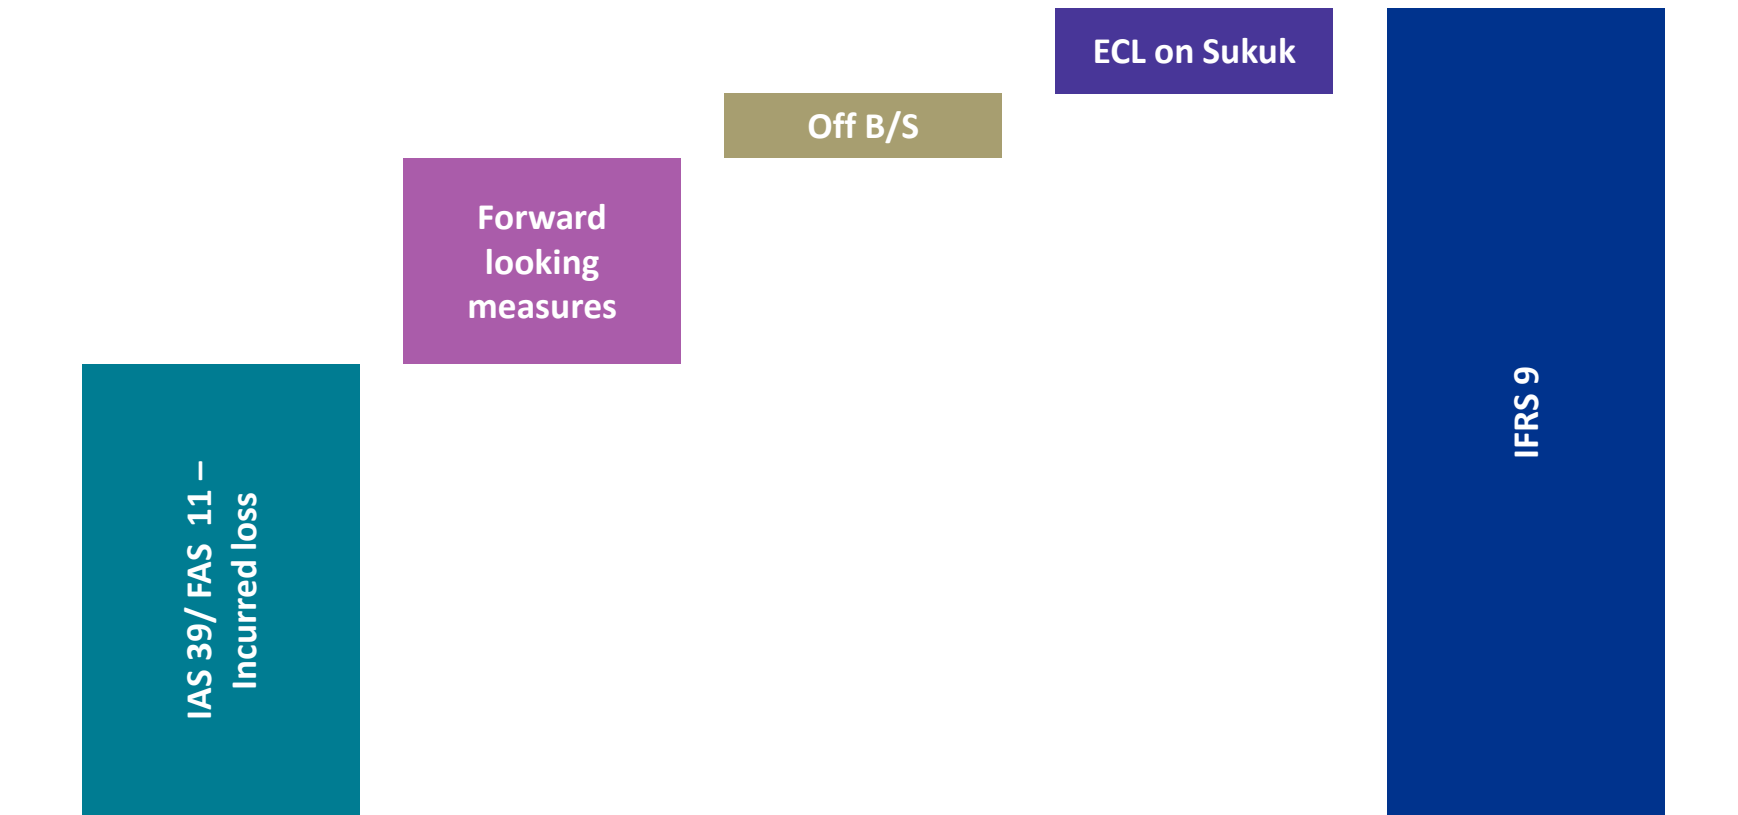 ECL on Sukuk
Off B/S
Forward
looking
measures
IAS 39/ FAS  11 –
Incurred loss
IFRS 9